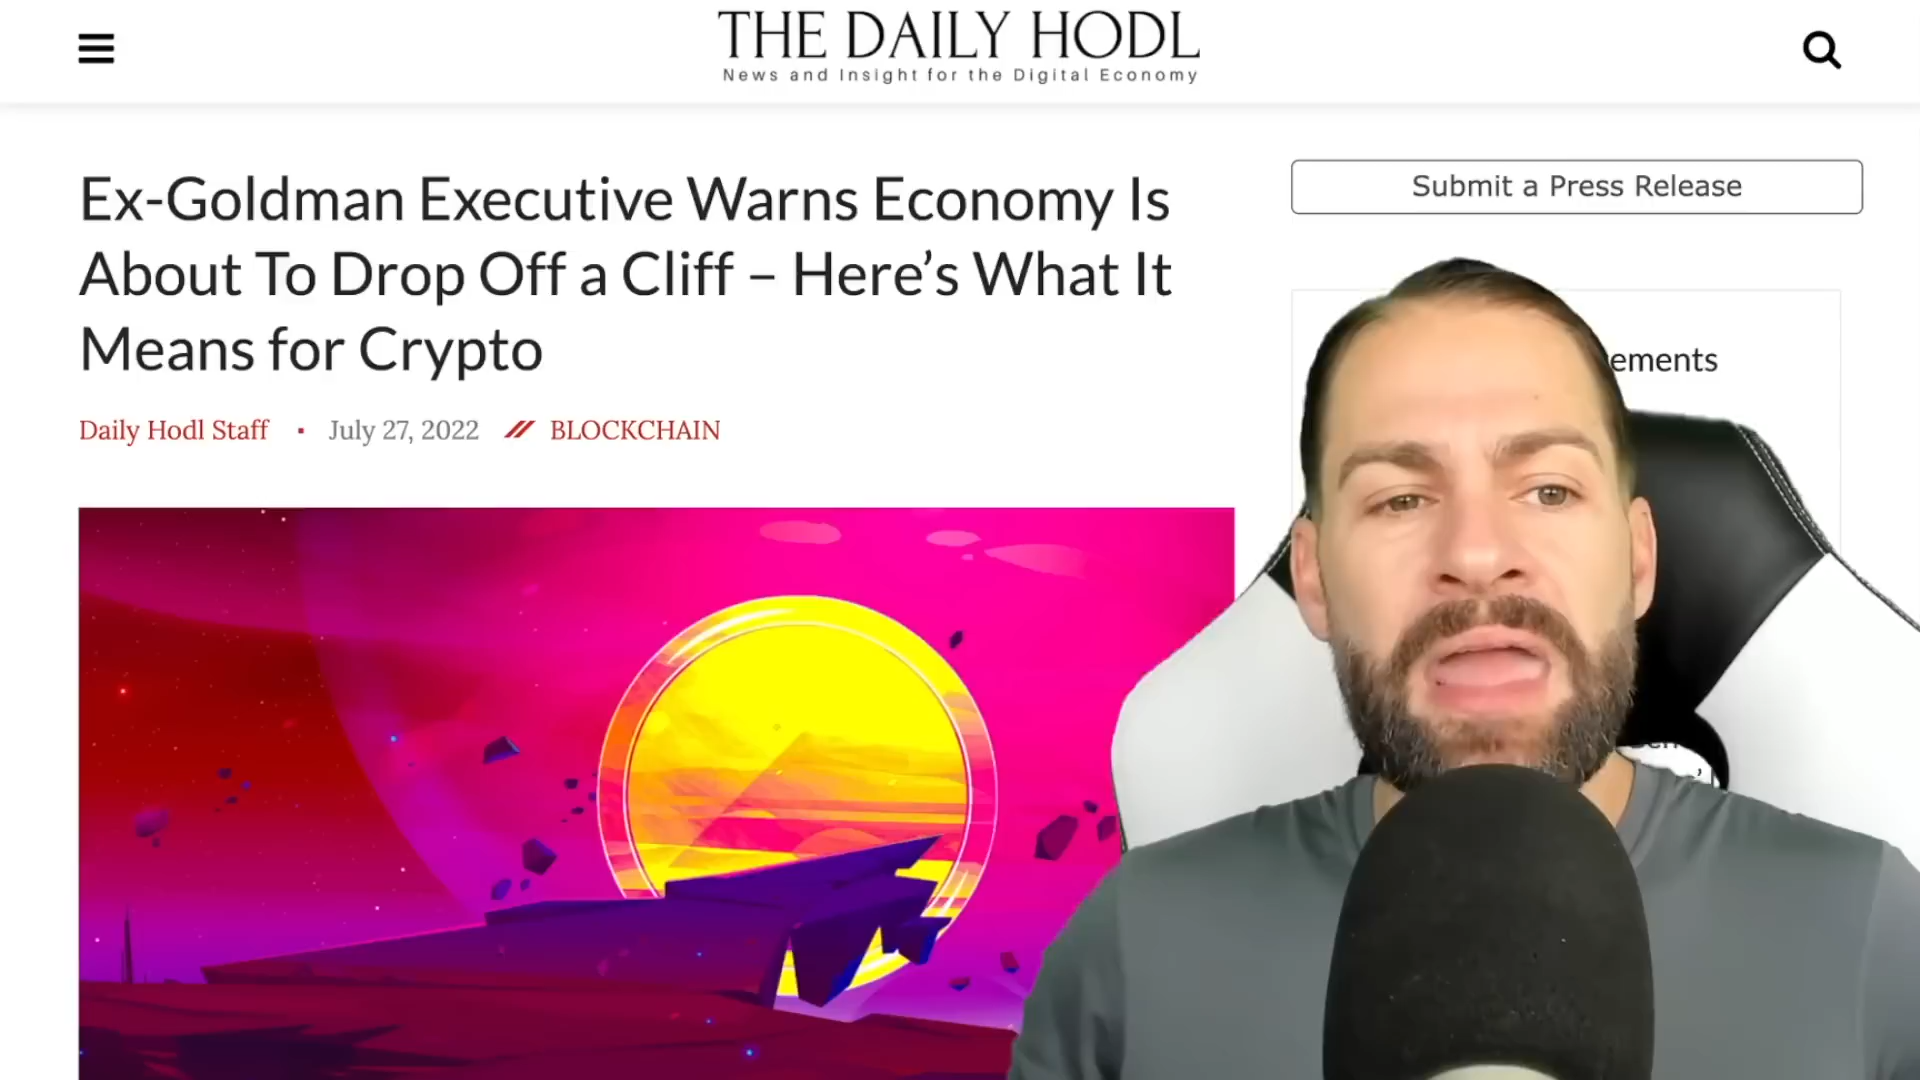 THE DAILY HODL
News and Insight for the Digital Economy
Ex-Goldman Executive Warns Economy Is
About To Drop Off a Cliff – Here's What It
Means for Crypto
Daily Hodl Staff • July 27, 2022 // BLOCKCHAIN
Submit a Press Release
ements